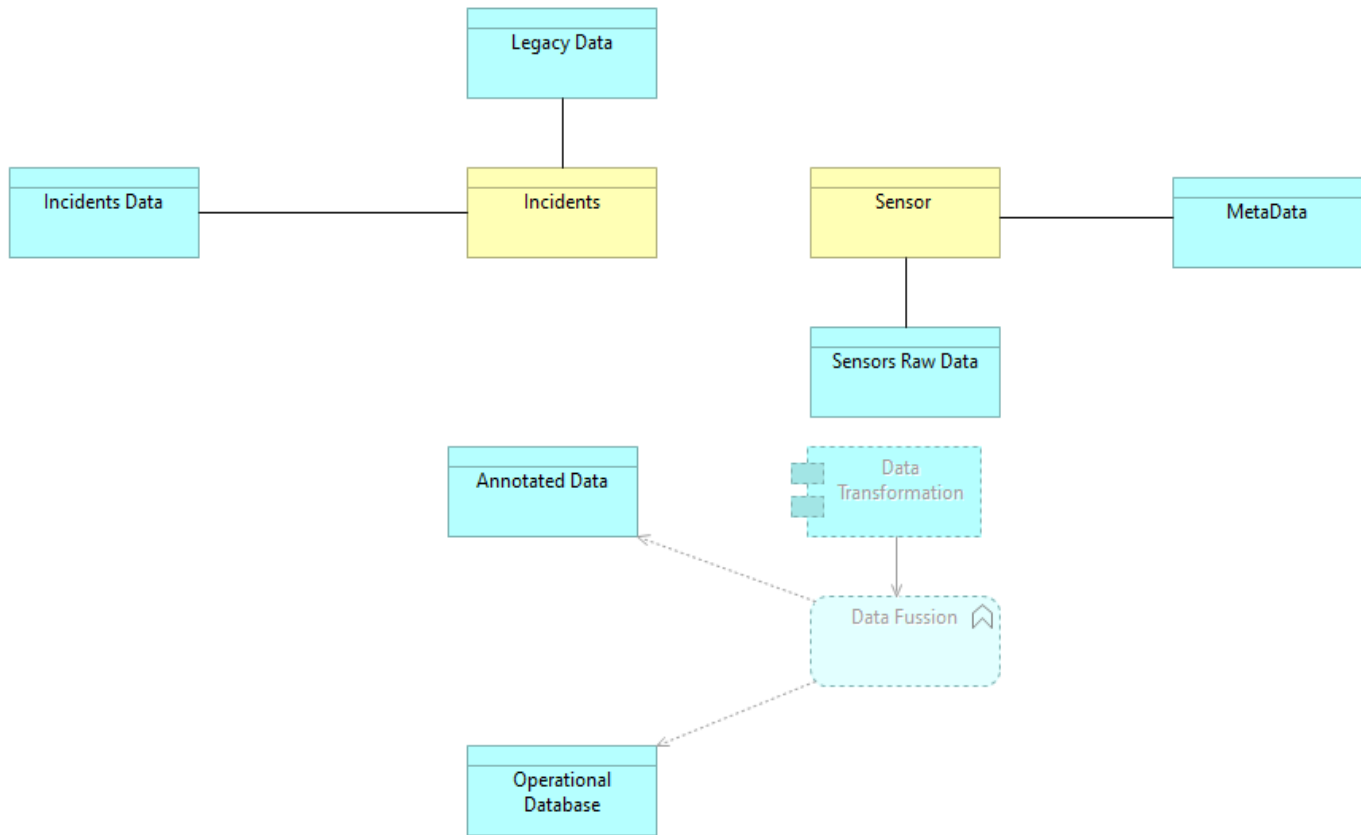 Legacy Data
Incidents Data
Incidents
Sensor
MetaData
Sensors Raw Data
Annotated Data
Data
Transformation
Data Fussion
Operational
Database